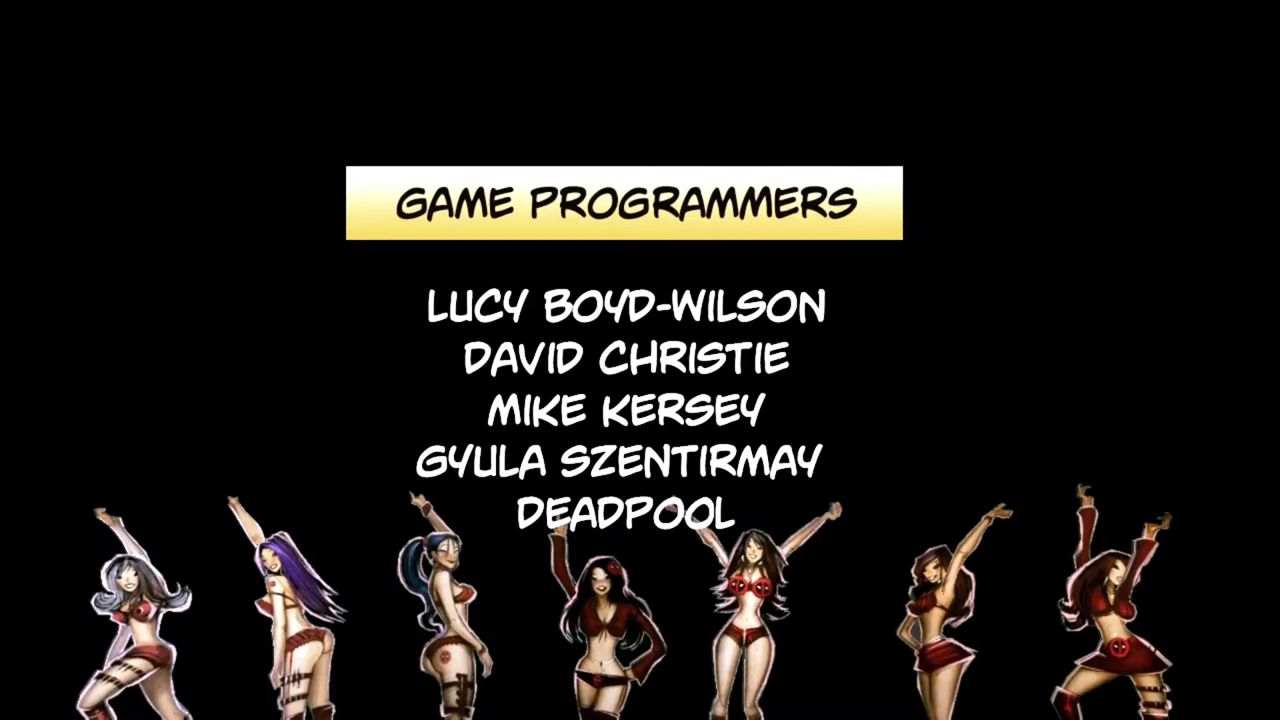 GAME PROGRAMMERS
LUCY BOYD-WILSON
DAVID CHRISTIE
MIKE KERSEY
GYULA SZENTIRMAY
DEADPOOL